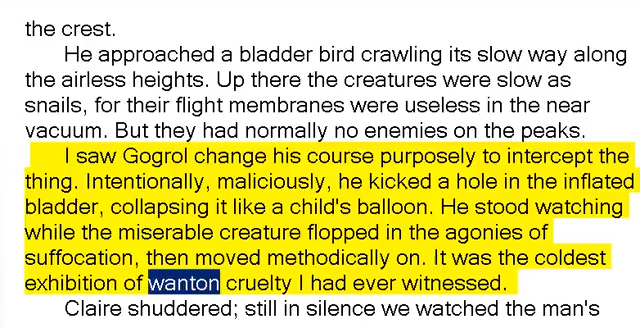 the crest.
He approached a bladder bird crawling its slow way along
the airless heights. Up there the creatures were slow as
snails, for their flight membranes were useless in the near
vacuum. But they had normally no enemies on the peaks.
I saw Gogrol change his course purposely to intercept the
thing. Intentionally, maliciously, he kicked a hole in the inflated
bladder, collapsing it like a child's balloon. He stood watching
while the miserable creature flopped in the agonies of
suffocation, then moved methodically on. It was the coldest
exhibition of wanton cruelty I had ever witnessed.
Claire shuddered; still in silence we watched the man's